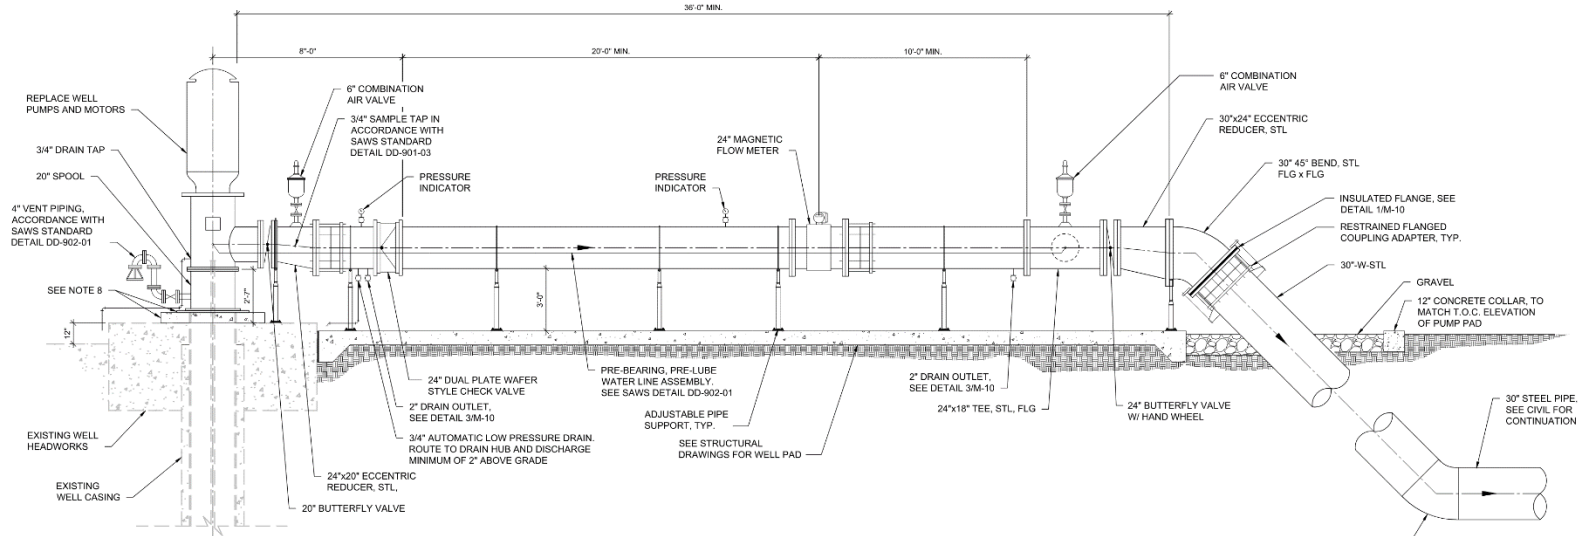 36'-0" MIN.
8'-0"
20'-0" MIN.
10'-0" MIN.
REPLACE WELL
PUMPS AND MOTORS
3/4" DRAIN TAP
20" SPOOL
4" VENT PIPING,
ACCORDANCE WITH
SAWS STANDARD
DETAIL DD-902-01
SEE NOTE 8
12"
2'-7"
EXISTING WELL
HEADWORKS
EXISTING
WELL CASING
6" COMBINATION
AIR VALVE
3/4" SAMPLE TAP IN
ACCORDANCE WITH
SAWS STANDARD
DETAIL DD-901-03
PRESSURE
INDICATOR
PRESSURE
INDICATOR
24" MAGNETIC
FLOW METER
3'-0"
24" DUAL PLATE WAFER
STYLE CHECK VALVE
2" DRAIN OUTLET,
SEE DETAIL 3/M-10
3/4" AUTOMATIC LOW PRESSURE DRAIN.
ROUTE TO DRAIN HUB AND DISCHARGE
MINIMUM OF 2" ABOVE GRADE
24"x20" ECCENTRIC
REDUCER, STL,
20" BUTTERFLY VALVE
PRE-BEARING, PRE-LUBE
WATER LINE ASSEMBLY.
SEE SAWS DETAIL DD-902-01
ADJUSTABLE PIPE
SUPPORT, TYP.
SEE STRUCTURAL
DRAWINGS FOR WELL PAD
2" DRAIN OUTLET,
SEE DETAIL 3/M-10
24"x18" TEE, STL, FLG
24" BUTTERFLY VALVE
W/ HAND WHEEL
6" COMBINATION
AIR VALVE
30"x24" ECCENTRIC
REDUCER, STL
30" 45° BEND, STL
FLG x FLG
INSULATED FLANGE, SEE
DETAIL 1/M-10
RESTRAINED FLANGED
COUPLING ADAPTER, TYP.
30"-W-STL
GRAVEL
12" CONCRETE COLLAR, TO
MATCH T.O.C. ELEVATION
OF PUMP PAD
30" STEEL PIPE,
SEE CIVIL FOR
CONTINUATION